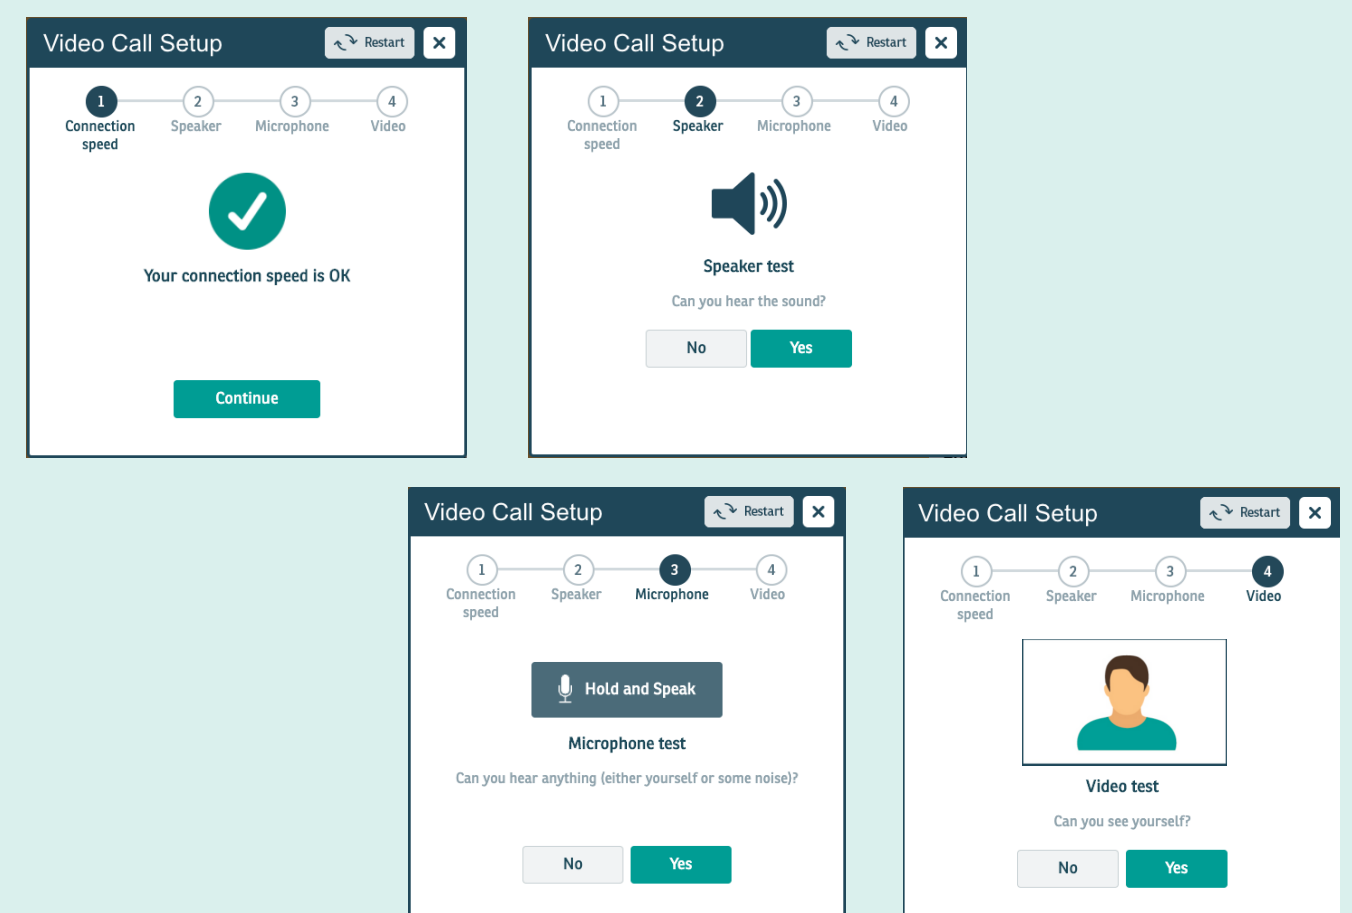 Video Call Setup
Restart
1
2
3
4
Connection
speed
Speaker
Microphone
Video
Your connection speed is OK
Continue
Video Call Setup
Restart
1
2
3
4
Connection
speed
Speaker
Microphone
Video
Speaker test
Can you hear the sound?
No
Yes
Video Call Setup
Restart
1
2
3
4
Connection
speed
Speaker
Microphone
Video
Hold and Speak
Microphone test
Can you hear anything (either yourself or some noise)?
No
Yes
Video Call Setup
Restart
1
2
3
4
Connection
speed
Speaker
Microphone
Video
Video test
Can you see yourself?
No
Yes